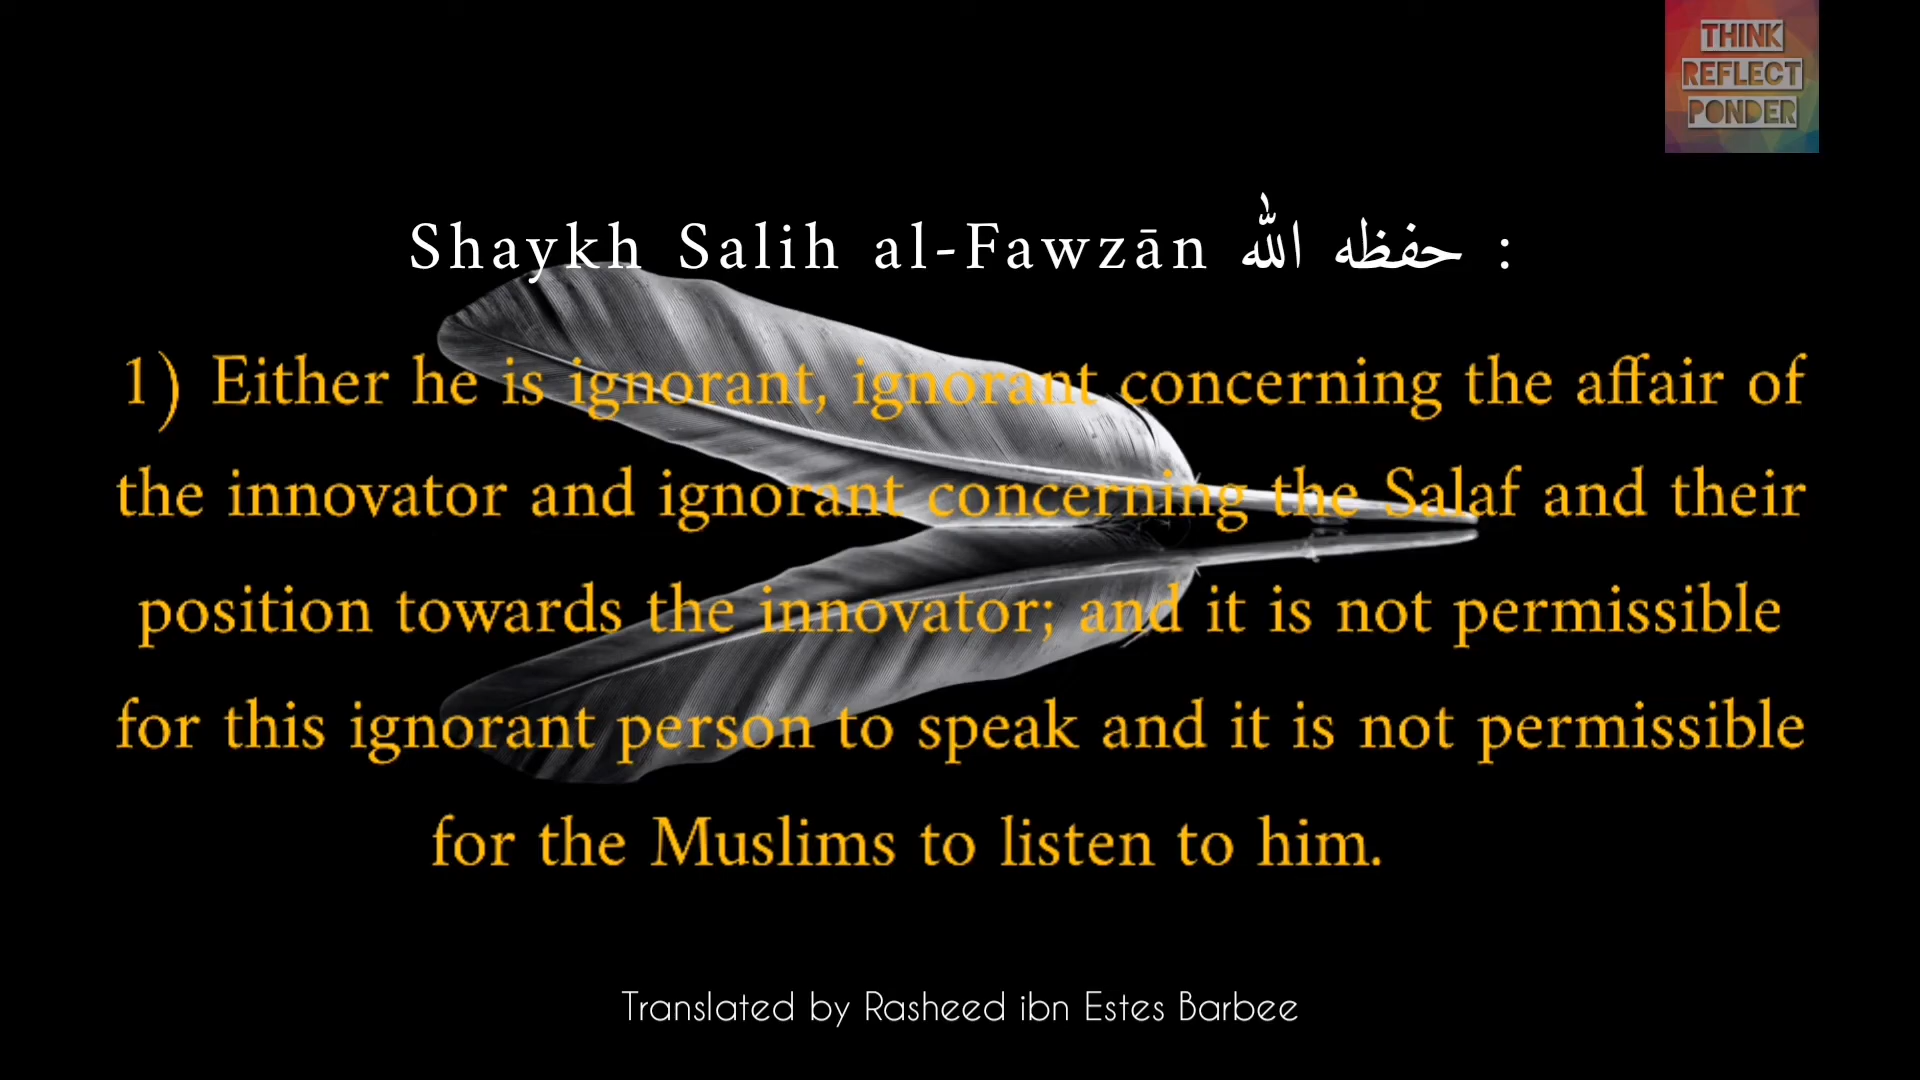 THINK
REFLECT
PONDER
Shaykh Salih al-Fawzān حفظه الله :
1) Either he is ignorant, ignorant concerning the affair of
the innovator and ignorant concerning the Salaf and their
position towards the innovator; and it is not permissible
for this ignorant person to speak and it is not permissible
for the Muslims to listen to him.
Translated by Rasheed ibn Estes Barbee